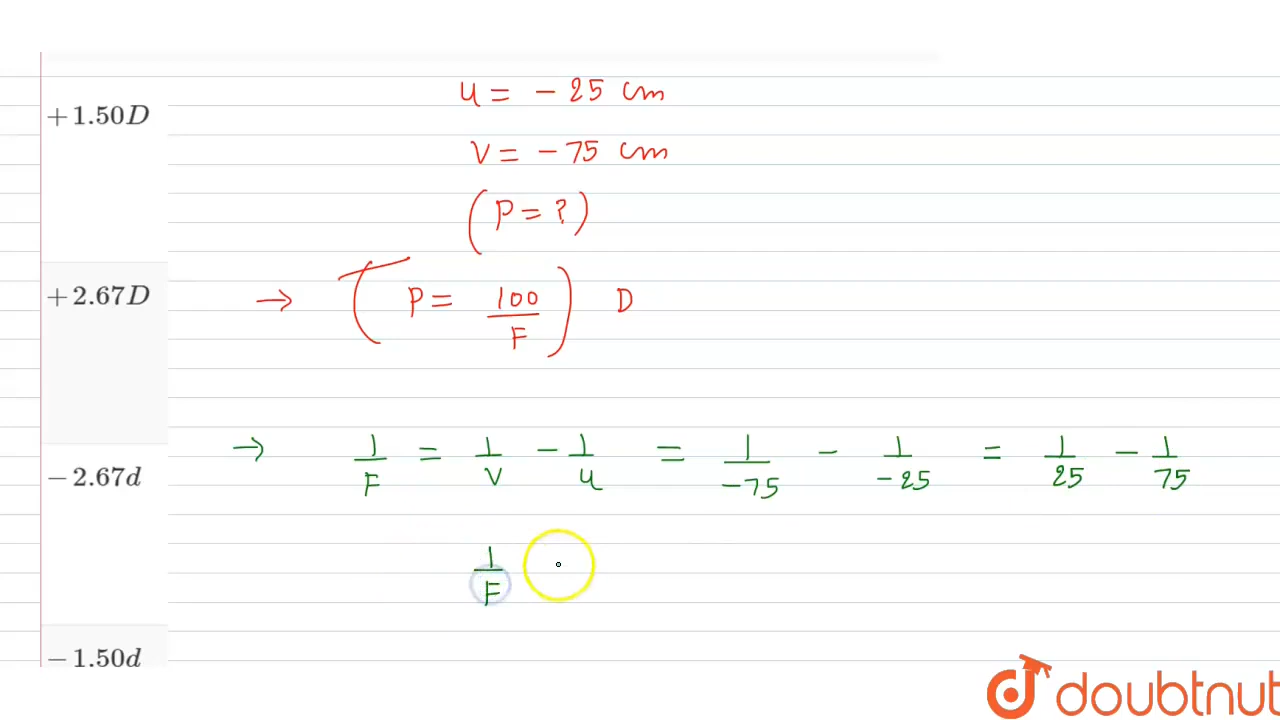 +1.50D
u = - 25 cm
v = - 75 cm
(P = ?)
+2.67D
→ (P = 100/F) D
→ 1/F = 1/v - 1/u = 1/-75 - 1/-25 = 1/25 - 1/75
-2.67d
1/F
-1.50d
doubtnut